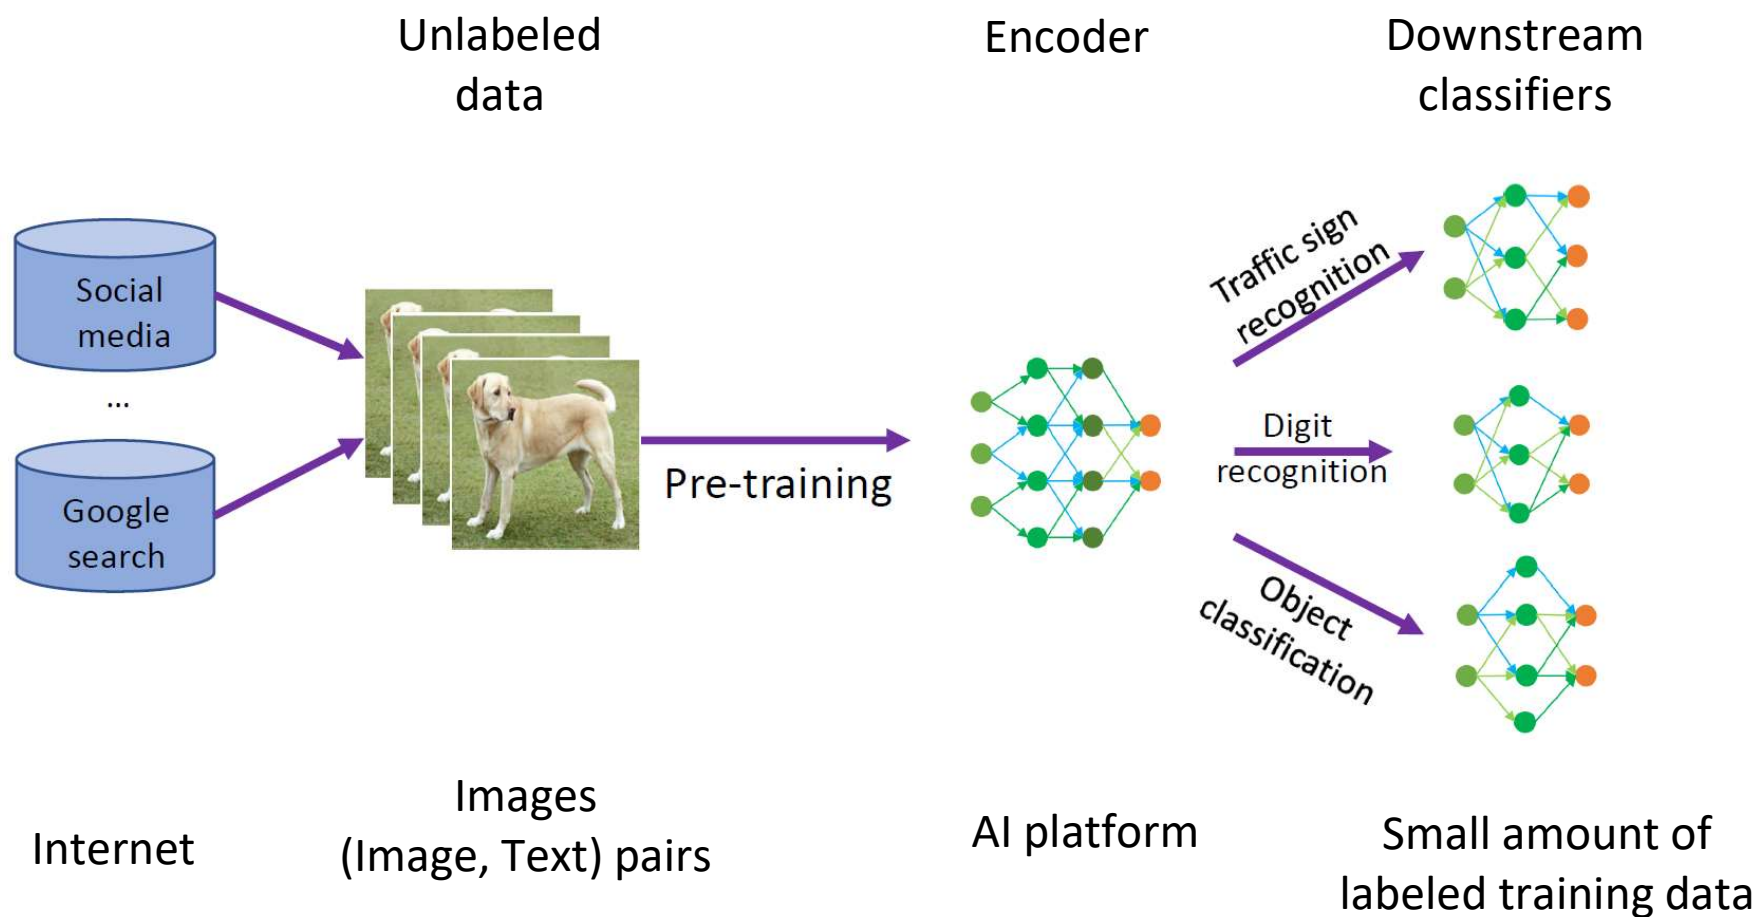 Unlabeled
data
Encoder
Downstream
classifiers
Social
media
...
Google
search
Pre-training
Traffic sign
recognition
Digit
recognition
Object
classification
Internet
Images
(Image, Text) pairs
AI platform
Small amount of
labeled training data